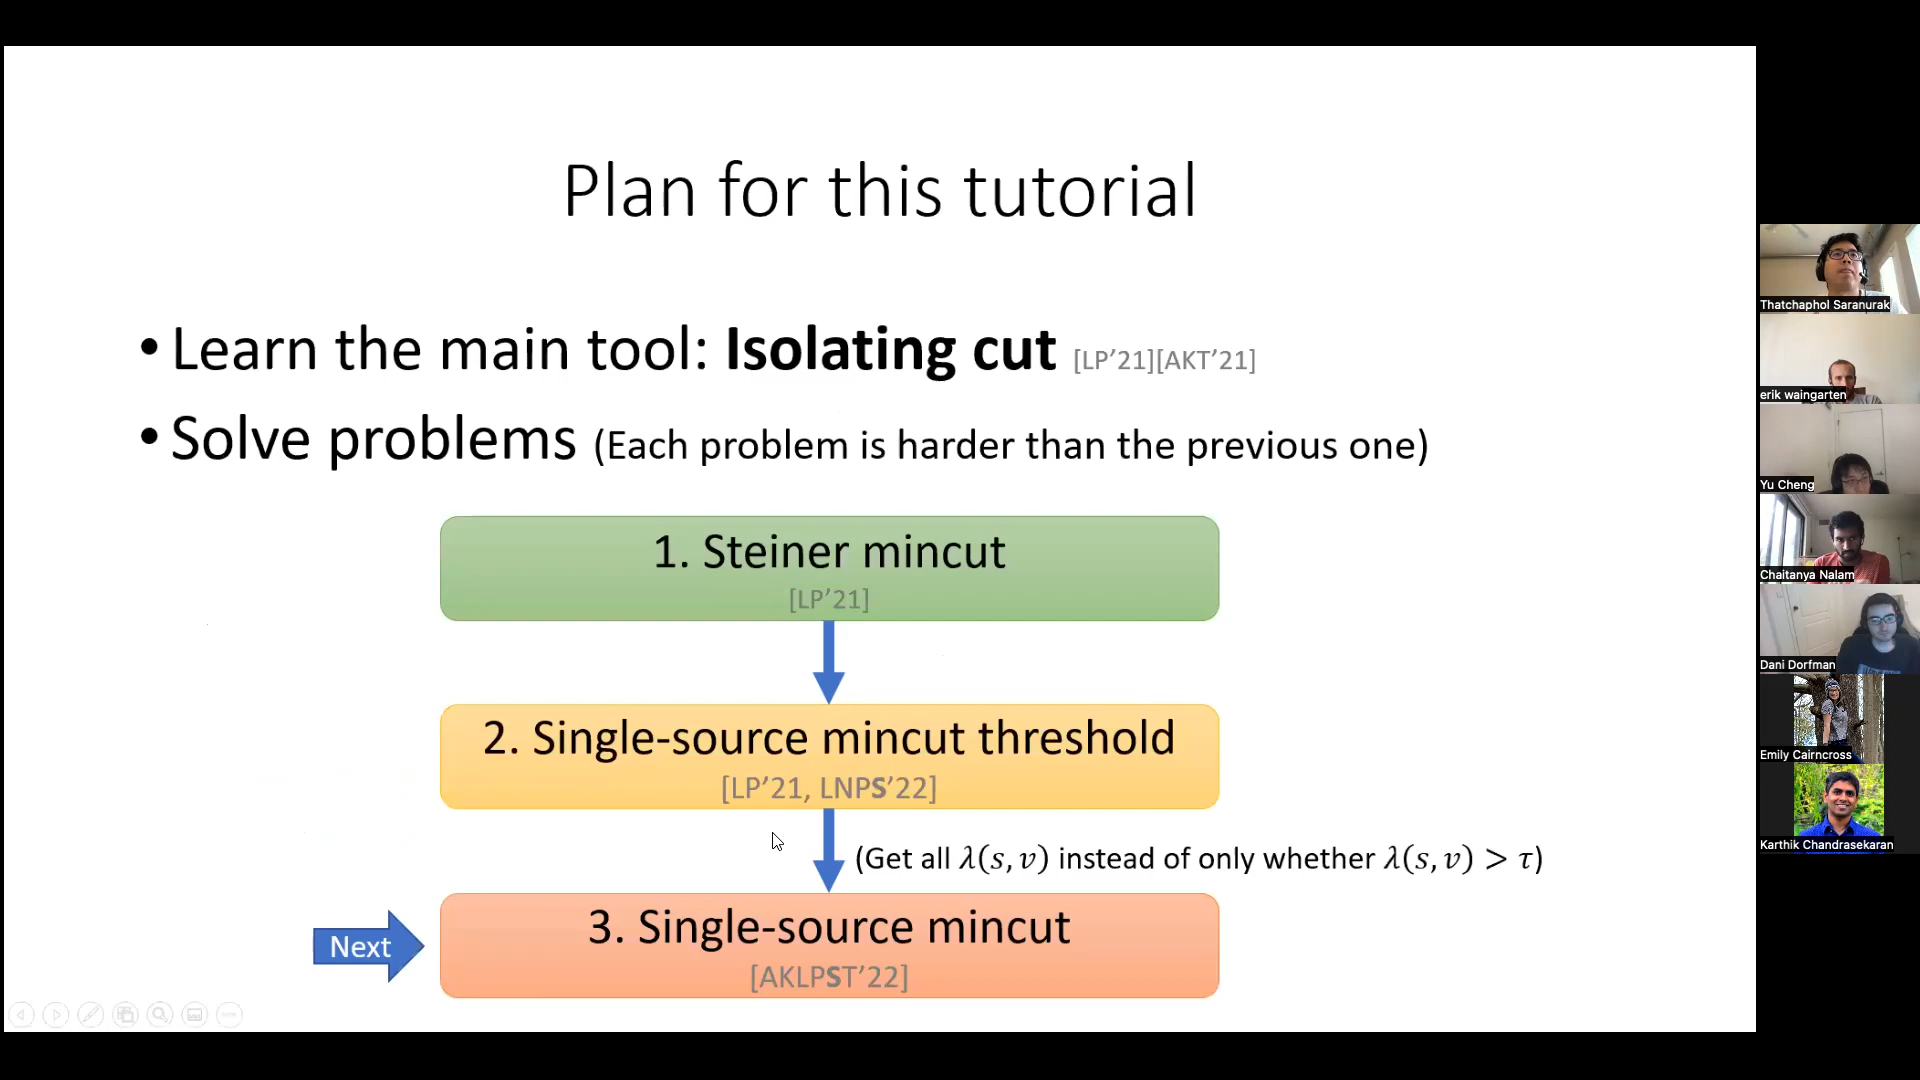 Plan for this tutorial
• Learn the main tool: Isolating cut [LP’21][AKT’21]
• Solve problems (Each problem is harder than the previous one)
1. Steiner mincut
[LP’21]
2. Single-source mincut threshold
[LP’21, LNPS’22]
(Get all λ(s, v) instead of only whether λ(s, v) > τ)
Next
3. Single-source mincut
[AKLPST’22]
Thatchaphol Saranurak
erik waingarten
Yu Cheng
Chaitanya Nalam
Dani Dorfman
Emily Cairncross
Karthik Chandrasekaran